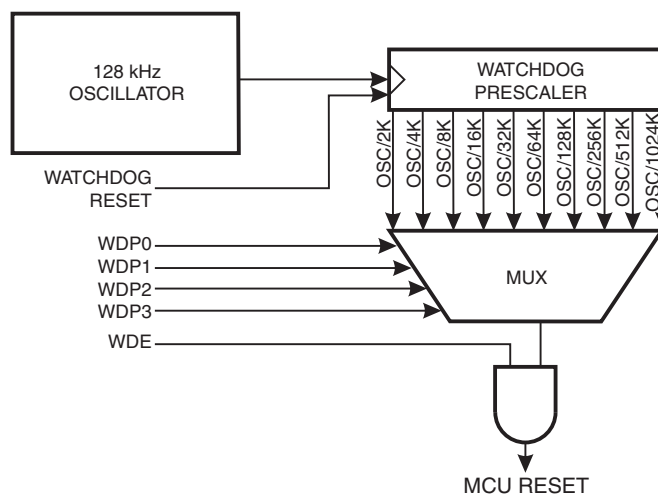 128 kHz
OSCILLATOR
WATCHDOG
PRESCALER
OSC/2K
OSC/4K
OSC/8K
OSC/16K
OSC/32K
OSC/64K
OSC/128K
OSC/256K
OSC/512K
OSC/1024K
WATCHDOG
RESET
WDP0
WDP1
WDP2
WDP3
WDE
MUX
MCU RESET